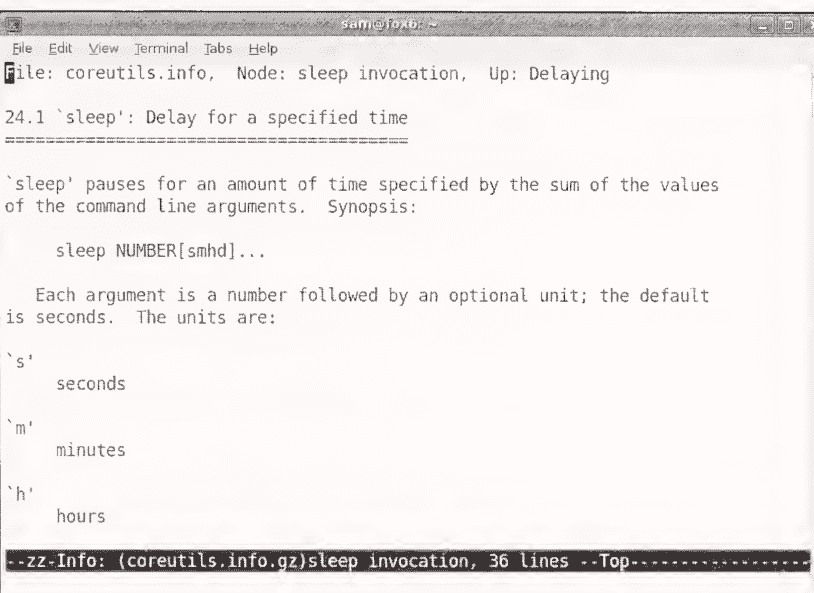 sam@fox6: ~
File Edit View Terminal Tabs Help
File: coreutils.info,  Node: sleep invocation,  Up: Delaying
24.1 `sleep': Delay for a specified time
========================================
`sleep' pauses for an amount of time specified by the sum of the values
of the command line arguments.  Synopsis:
sleep NUMBER[smhd]...
Each argument is a number followed by an optional unit; the default
is seconds.  The units are:
`s'
seconds
`m'
minutes
`h'
hours
--zz-Info: (coreutils.info.gz)sleep invocation, 36 lines --Top-----------------